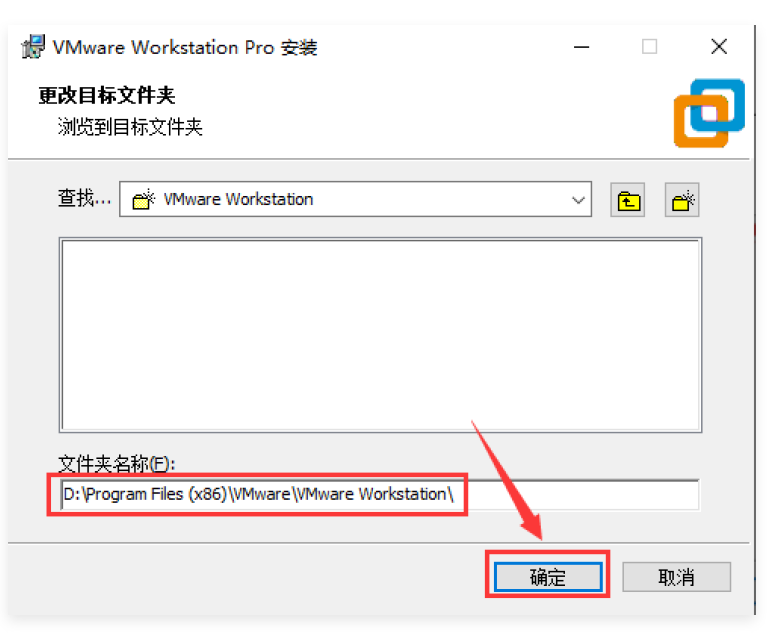 VMware Workstation Pro 安装
更改目标文件夹
浏览到目标文件夹
查找... VMware Workstation
文件夹名称(F):
D:\Program Files (x86)\VMware\VMware Workstation\
确定 取消